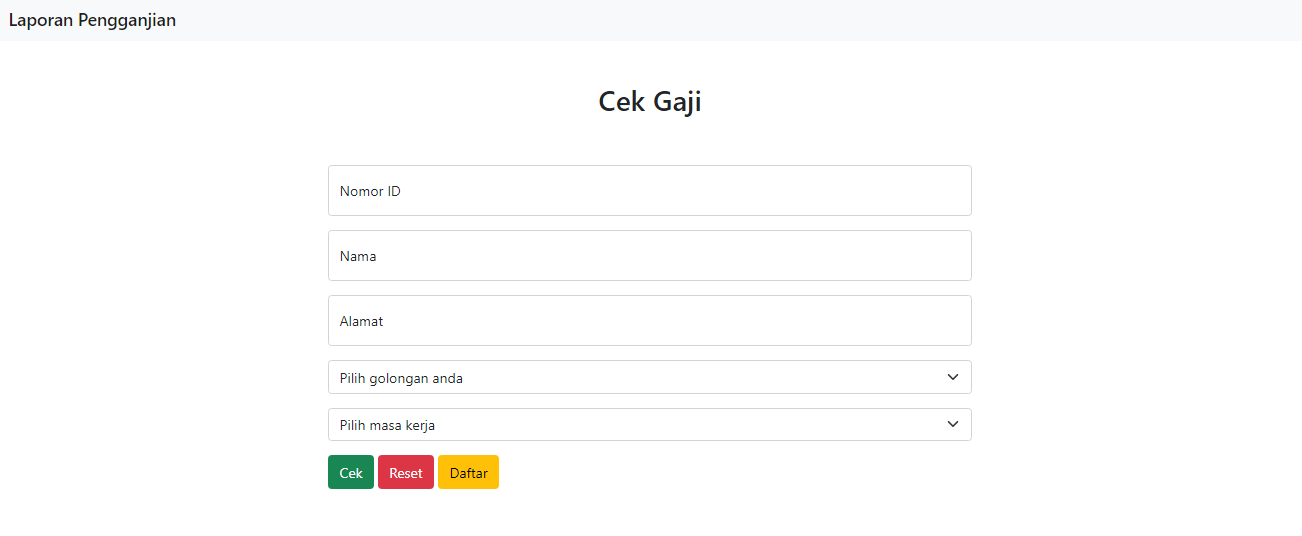 Laporan Pengganjian
Cek Gaji
Nomor ID
Nama
Alamat
Pilih golongan anda
Pilih masa kerja
Cek Reset Daftar